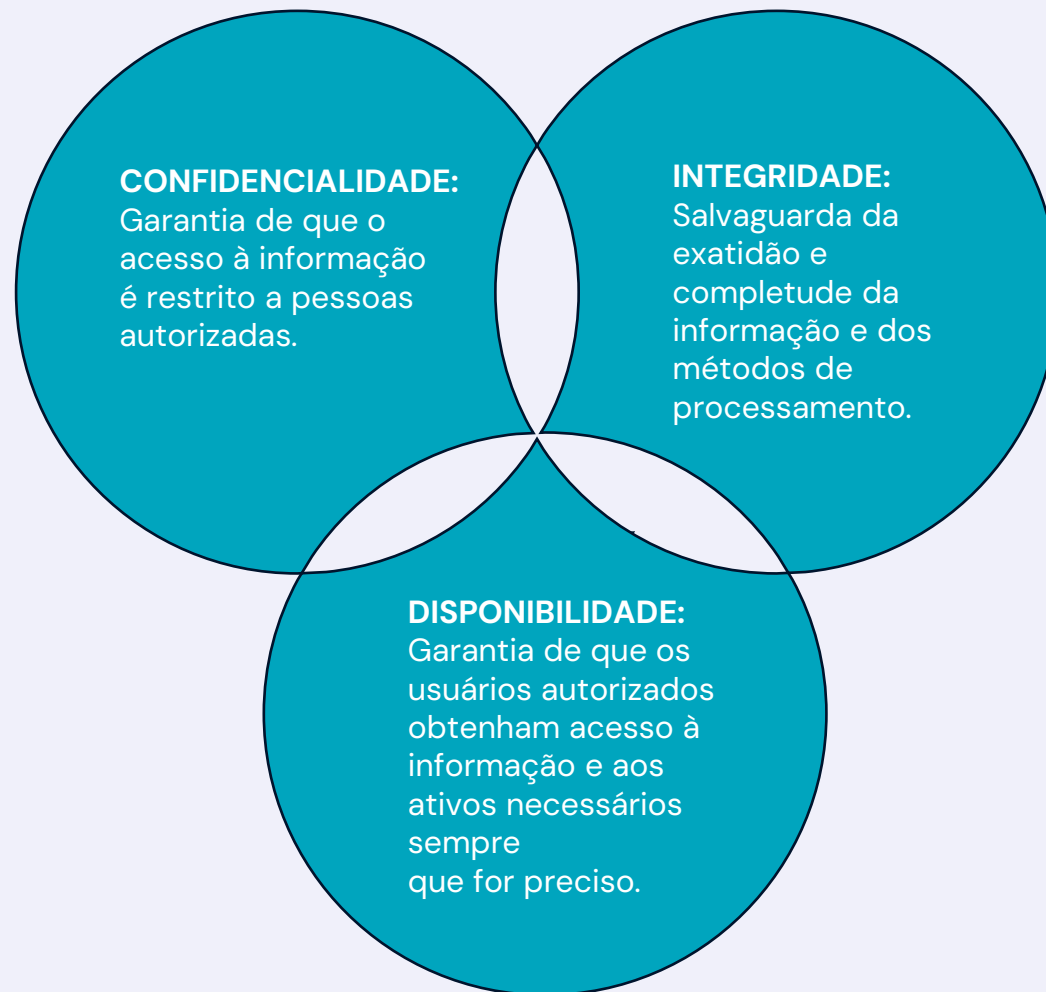 CONFIDENCIALIDADE:
Garantia de que o
acesso à informação
é restrito a pessoas
autorizadas.
INTEGRIDADE:
Salvaguarda da
exatidão e
completude da
informação e dos
métodos de
processamento.
DISPONIBILIDADE:
Garantia de que os
usuários autorizados
obtenham acesso à
informação e aos
ativos necessários
sempre
que for preciso.